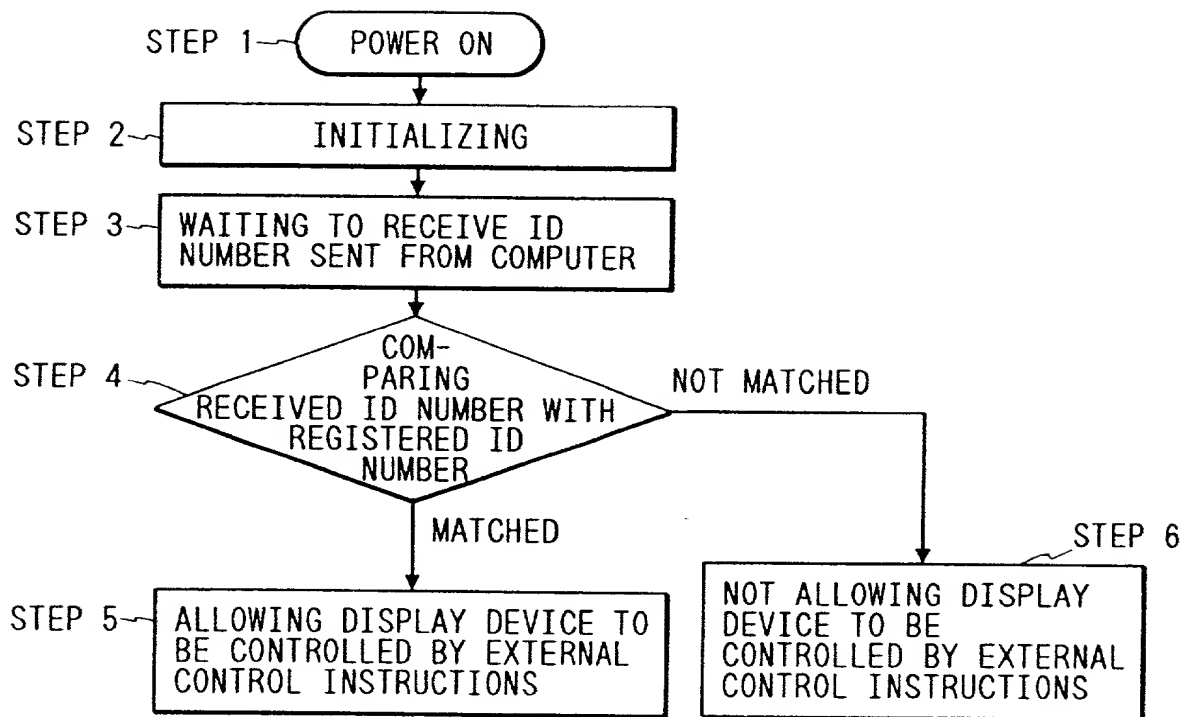 STEP 1
POWER ON
STEP 2
INITIALIZING
STEP 3
WAITING TO RECEIVE ID
NUMBER SENT FROM COMPUTER
STEP 4
COM-
PARING
RECEIVED ID NUMBER WITH
REGISTERED ID
NUMBER
NOT MATCHED
MATCHED
STEP 5
ALLOWING DISPLAY DEVICE TO
BE CONTROLLED BY EXTERNAL
CONTROL INSTRUCTIONS
STEP 6
NOT ALLOWING DISPLAY
DEVICE TO BE
CONTROLLED BY EXTERNAL
CONTROL INSTRUCTIONS